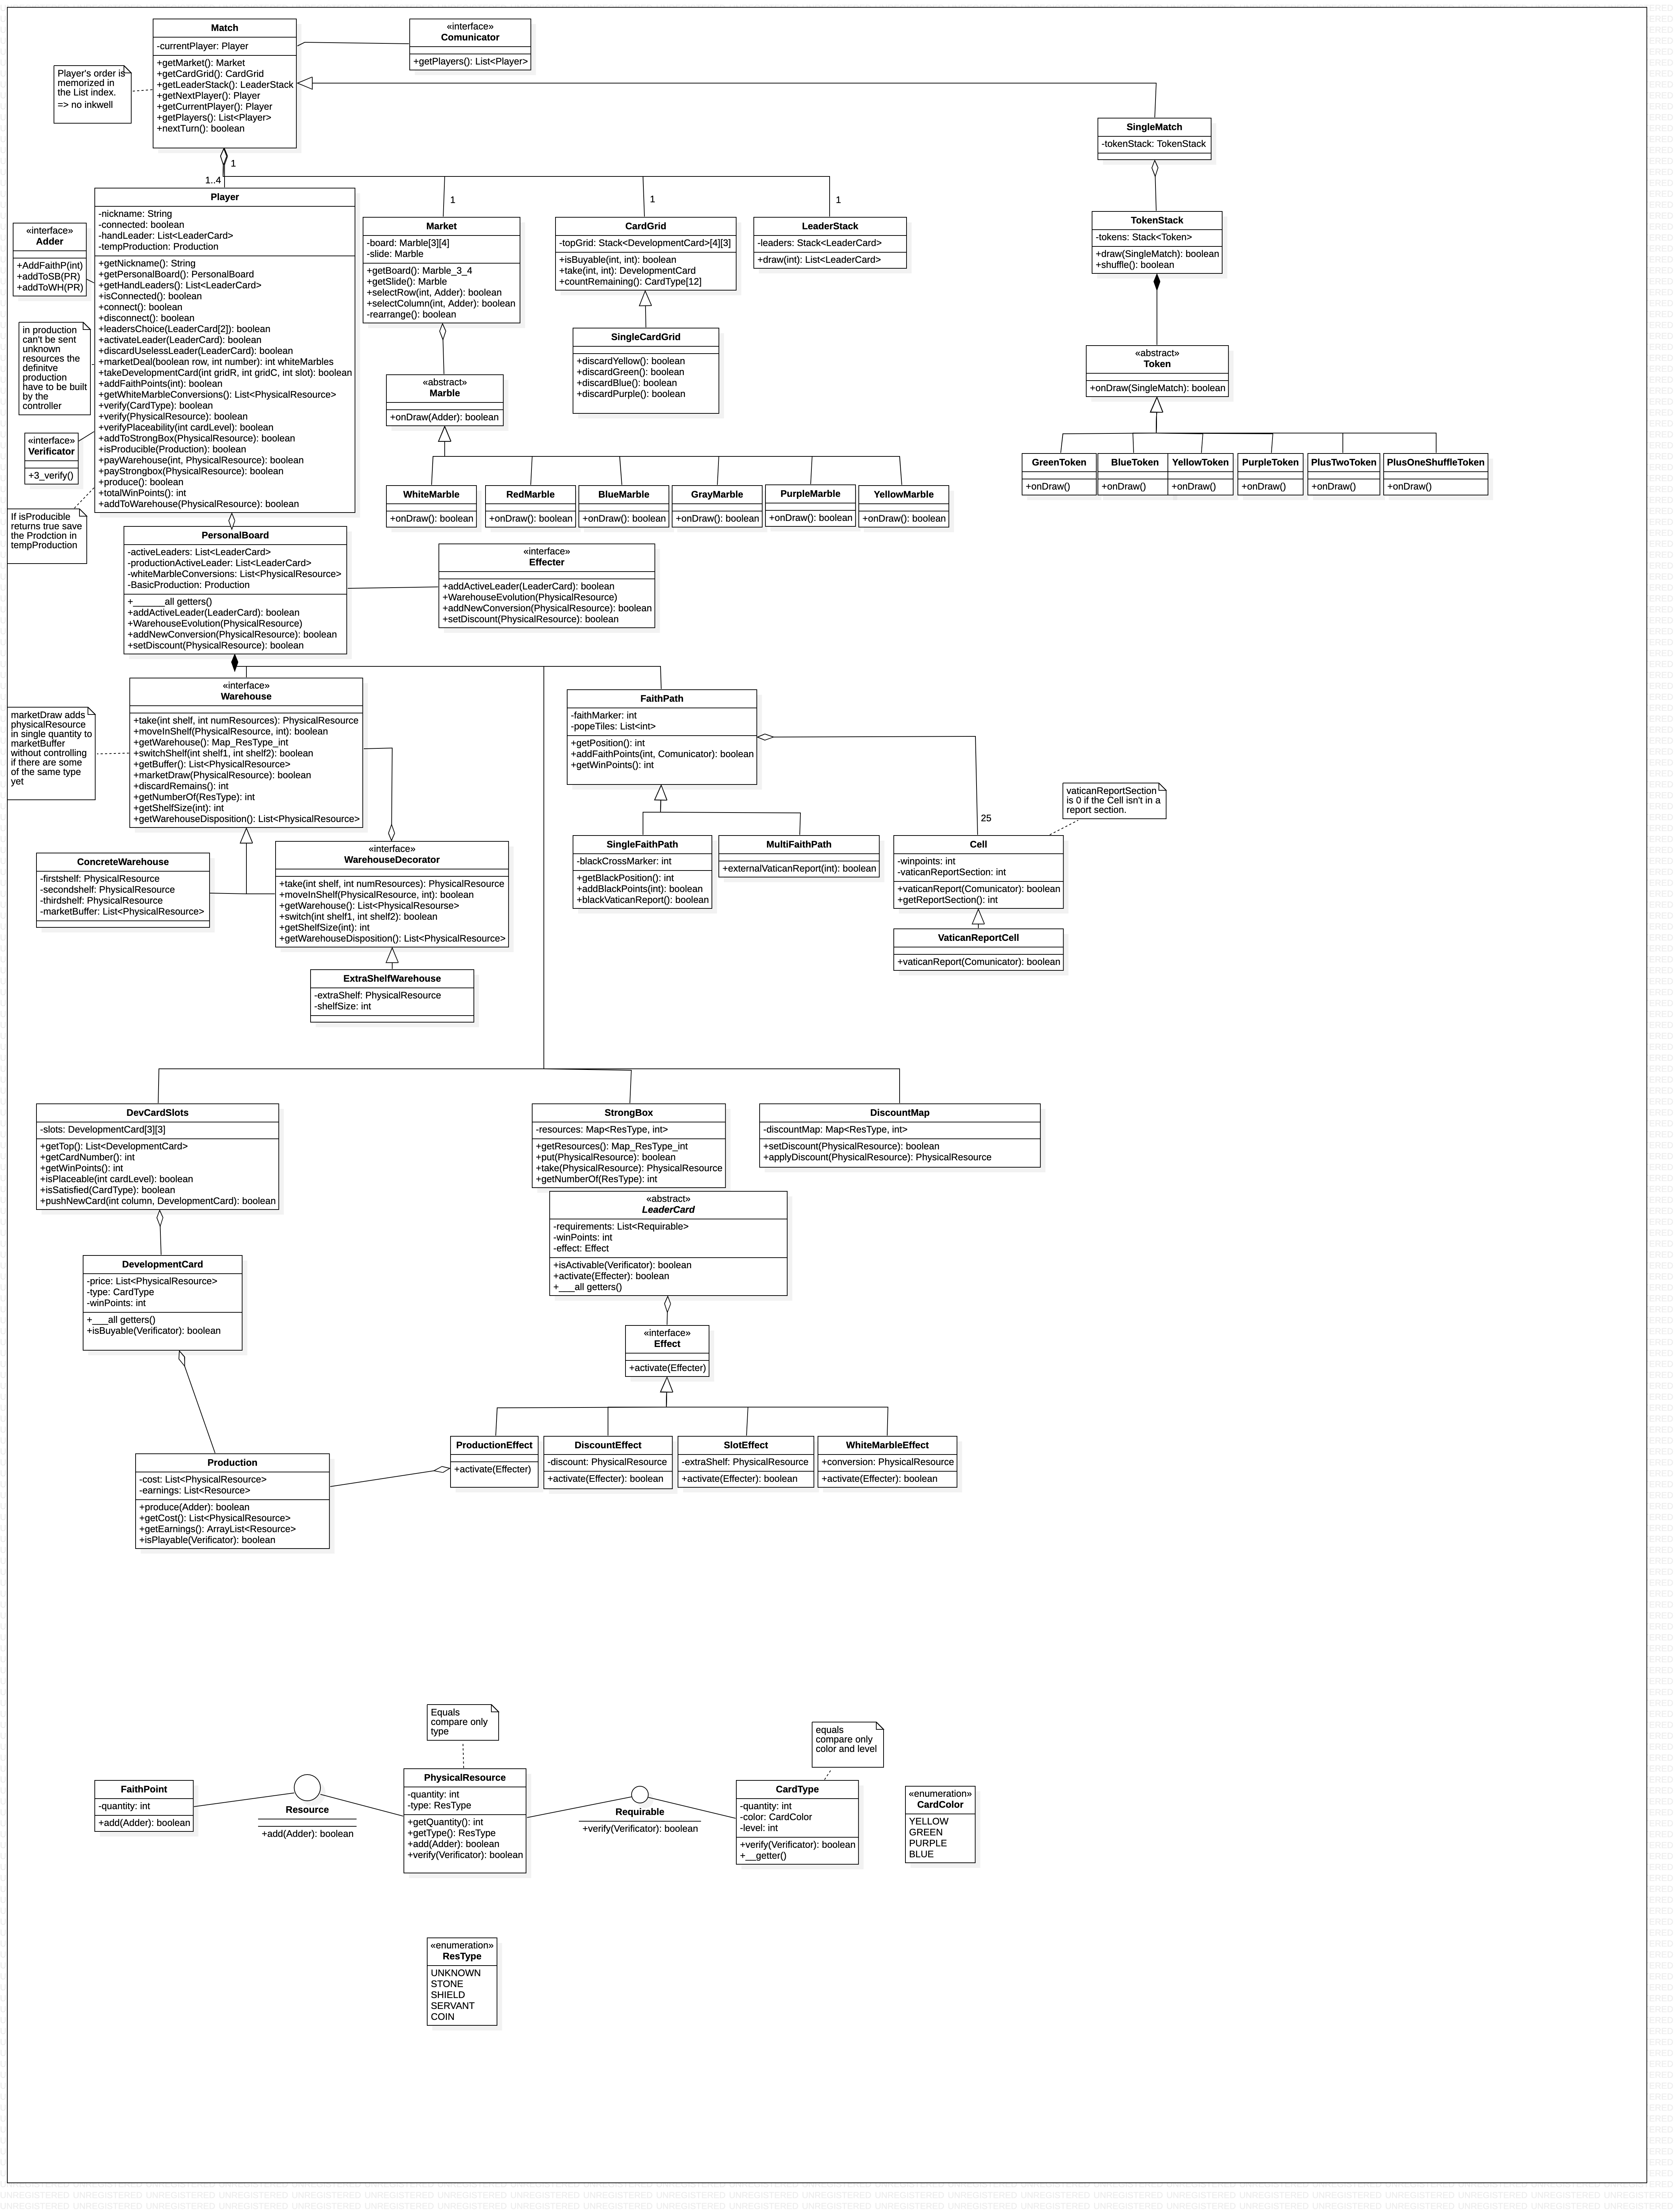 Match
-currentPlayer: Player
+getMarket(): Market
+getCardGrid(): CardGrid
+getLeaderStack(): LeaderStack
+getNextPlayer(): Player
+getCurrentPlayer(): Player
+getPlayers(): List<Player>
+nextTurn(): boolean
«interface»
Comunicator
+getPlayers(): List<Player>
Player's order is
memorized in
the List index.
=> no inkwell
1
1..4
1
1
1
SingleMatch
-tokenStack: TokenStack
Player
-nickname: String
-connected: boolean
-handLeader: List<LeaderCard>
-tempProduction: Production
+getNickname(): String
+getPersonalBoard(): PersonalBoard
+getHandLeaders(): List<LeaderCard>
+isConnected(): boolean
+connect(): boolean
+disconnect(): boolean
+leadersChoice(LeaderCard[2]): boolean
+activateLeader(LeaderCard): boolean
+discardUselessLeader(LeaderCard): boolean
+marketDeal(boolean row, int number): int whiteMarbles
+takeDevelopmentCard(int gridR, int gridC, int slot): boolean
+addFaithPoints(int): boolean
+getWhiteMarbleConversions(): List<PhysicalResource>
+verify(CardType): boolean
+verify(PhysicalResource): boolean
+verifyPlaceability(int cardLevel): boolean
+addToStrongBox(PhysicalResource): boolean
+isProducible(Production): boolean
+payWarehouse(int, PhysicalResource): boolean
+payStrongbox(PhysicalResource): boolean
+produce(): boolean
+totalWinPoints(): int
+addToWarehouse(PhysicalResource): boolean
«interface»
Adder
+AddFaithP(int)
+addToSB(PR)
+addToWH(PR)
in production
can't be sent
unknown
resources the
definitve
production
have to be built
by the
controller
«interface»
Verificator
+3_verify()
If isProducible
returns true save
the Prodction in
tempProduction
Market
-board: Marble[3][4]
-slide: Marble
+getBoard(): Marble_3_4
+getSlide(): Marble
+selectRow(int, Adder): boolean
+selectColumn(int, Adder): boolean
-rearrange(): boolean
CardGrid
-topGrid: Stack<DevelopmentCard>[4][3]
+isBuyable(int, int): boolean
+take(int, int): DevelopmentCard
+countRemaining(): CardType[12]
LeaderStack
-leaders: Stack<LeaderCard>
+draw(int): List<LeaderCard>
TokenStack
-tokens: Stack<Token>
+draw(SingleMatch): boolean
+shuffle(): boolean
SingleCardGrid
+discardYellow(): boolean
+discardGreen(): boolean
+discardBlue(): boolean
+discardPurple(): boolean
«abstract»
Token
+onDraw(SingleMatch): boolean
«abstract»
Marble
+onDraw(Adder): boolean
GreenToken
+onDraw()
BlueToken
+onDraw()
YellowToken
+onDraw()
PurpleToken
+onDraw()
PlusTwoToken
+onDraw()
PlusOneShuffleToken
+onDraw()
WhiteMarble
+onDraw(): boolean
RedMarble
+onDraw(): boolean
BlueMarble
+onDraw(): boolean
GrayMarble
+onDraw(): boolean
PurpleMarble
+onDraw(): boolean
YellowMarble
+onDraw(): boolean
PersonalBoard
-activeLeaders: List<LeaderCard>
-productionActiveLeader: List<LeaderCard>
-whiteMarbleConversions: List<PhysicalResource>
-BasicProduction: Production
+______all getters()
+addActiveLeader(LeaderCard): boolean
+WarehouseEvolution(PhysicalResource)
+addNewConversion(PhysicalResource): boolean
+setDiscount(PhysicalResource): boolean
«interface»
Effecter
+addActiveLeader(LeaderCard): boolean
+WarehouseEvolution(PhysicalResource)
+addNewConversion(PhysicalResource): boolean
+setDiscount(PhysicalResource): boolean
«interface»
Warehouse
+take(int shelf, int numResources): PhysicalResource
+moveInShelf(PhysicalResource, int): boolean
+getWarehouse(): Map_ResType_int
+switchShelf(int shelf1, int shelf2): boolean
+getBuffer(): List<PhysicalResource>
+marketDraw(PhysicalResource): boolean
+discardRemains(): int
+getNumberOf(ResType): int
+getShelfSize(int): int
+getWarehouseDisposition(): List<PhysicalResource>
marketDraw adds
physicalResource
in single quantity to
marketBuffer
without controlling
if there are some
of the same type
yet
FaithPath
-faithMarker: int
-popeTiles: List<int>
+getPosition(): int
+addFaithPoints(int, Comunicator): boolean
+getWinPoints(): int
25
vaticanReportSection
is 0 if the Cell isn't in a
report section.
ConcreteWarehouse
-firstshelf: PhysicalResource
-secondshelf: PhysicalResource
-thirdshelf: PhysicalResource
-marketBuffer: List<PhysicalResource>
«interface»
WarehouseDecorator
+take(int shelf, int numResources): PhysicalResource
+moveInShelf(PhysicalResource, int): boolean
+getWarehouse(): List<PhysicalResourse>
+switch(int shelf1, int shelf2): boolean
+getShelfSize(int): int
+getWarehouseDisposition(): List<PhysicalResource>
SingleFaithPath
-blackCrossMarker: int
+getBlackPosition(): int
+addBlackPoints(int): boolean
+blackVaticanReport(): boolean
MultiFaithPath
+externalVaticanReport(int): boolean
Cell
-winpoints: int
-vaticanReportSection: int
+vaticanReport(Comunicator): boolean
+getReportSection(): int
VaticanReportCell
+vaticanReport(Comunicator): boolean
ExtraShelfWarehouse
-extraShelf: PhysicalResource
-shelfSize: int
DevCardSlots
-slots: DevelopmentCard[3][3]
+getTop(): List<DevelopmentCard>
+getCardNumber(): int
+getWinPoints(): int
+isPlaceable(int cardLevel): boolean
+isSatisfied(CardType): boolean
+pushNewCard(int column, DevelopmentCard): boolean
StrongBox
-resources: Map<ResType, int>
+getResources(): Map_ResType_int
+put(PhysicalResource): boolean
+take(PhysicalResource): PhysicalResource
+getNumberOf(ResType): int
DiscountMap
-discountMap: Map<ResType, int>
+setDiscount(PhysicalResource): boolean
+applyDiscount(PhysicalResource): PhysicalResource
«abstract»
LeaderCard
-requirements: List<Requirable>
-winPoints: int
-effect: Effect
+isActivable(Verificator): boolean
+activate(Effecter): boolean
+___all getters()
DevelopmentCard
-price: List<PhysicalResource>
-type: CardType
-winPoints: int
+___all getters()
+isBuyable(Verificator): boolean
«interface»
Effect
+activate(Effecter)
ProductionEffect
+activate(Effecter)
DiscountEffect
-discount: PhysicalResource
+activate(Effecter): boolean
SlotEffect
-extraShelf: PhysicalResource
+activate(Effecter): boolean
WhiteMarbleEffect
+conversion: PhysicalResource
+activate(Effecter): boolean
Production
-cost: List<PhysicalResource>
-earnings: List<Resource>
+produce(Adder): boolean
+getCost(): List<PhysicalResource>
+getEarnings(): ArrayList<Resource>
+isPlayable(Verificator): boolean
Equals
compare only
type
equals
compare only
color and level
FaithPoint
-quantity: int
+add(Adder): boolean
Resource
+add(Adder): boolean
PhysicalResource
-quantity: int
-type: ResType
+getQuantity(): int
+getType(): ResType
+add(Adder): boolean
+verify(Verificator): boolean
Requirable
+verify(Verificator): boolean
CardType
-quantity: int
-color: CardColor
-level: int
+verify(Verificator): boolean
+__getter()
«enumeration»
CardColor
YELLOW
GREEN
PURPLE
BLUE
«enumeration»
ResType
UNKNOWN
STONE
SHIELD
SERVANT
COIN